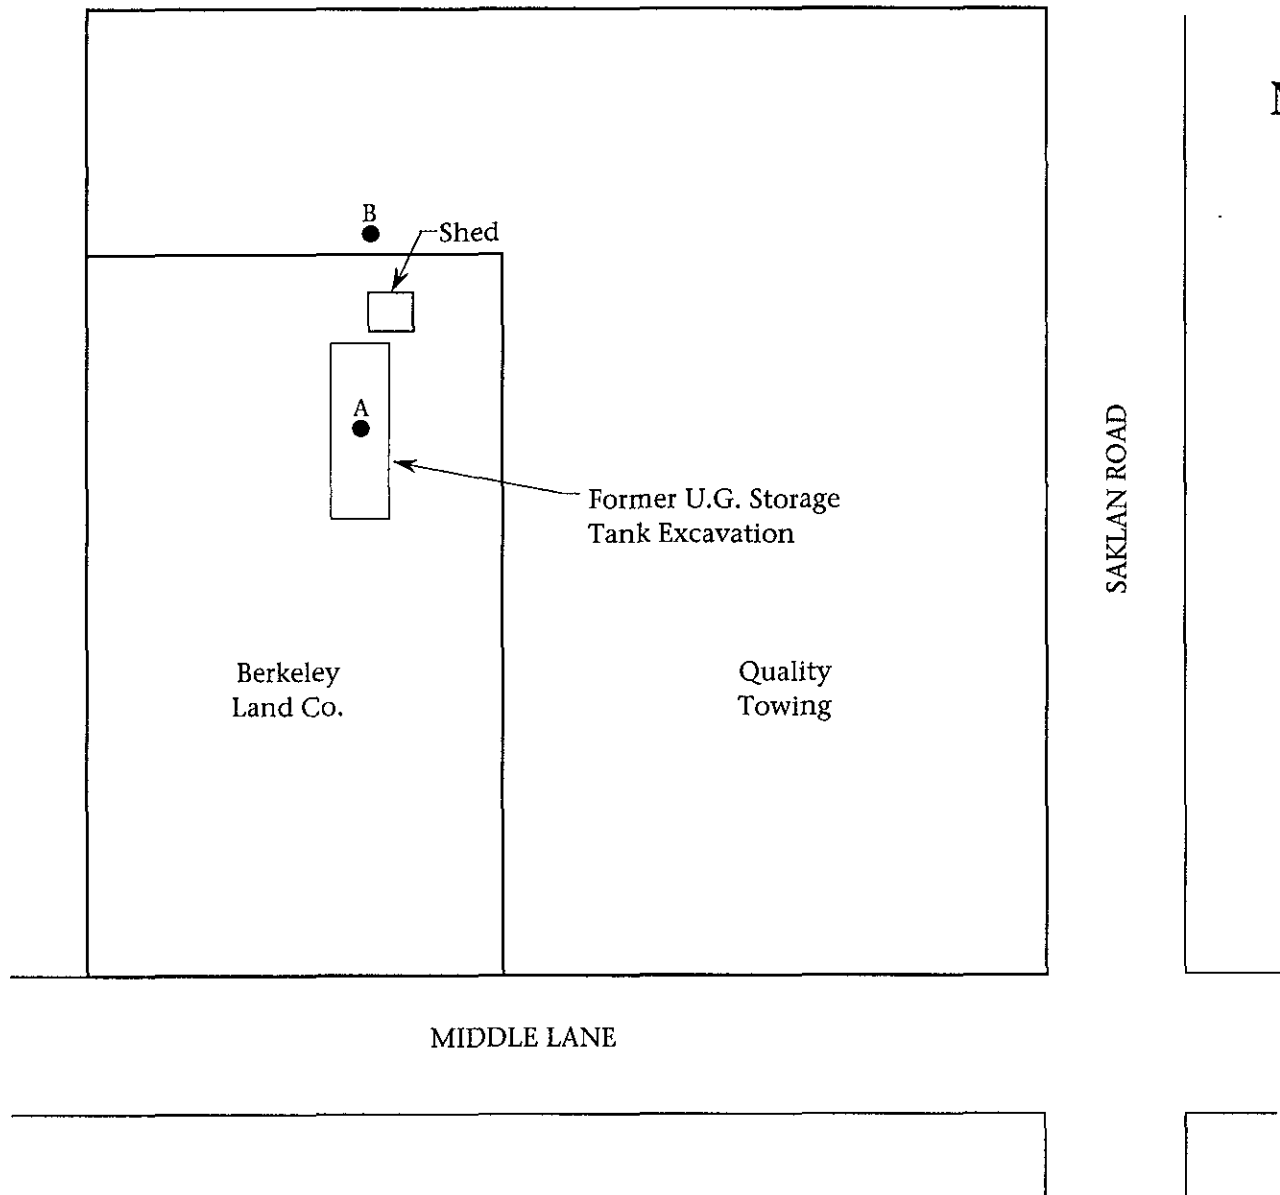 B
Shed
A
Former U.G. Storage
Tank Excavation
SAKLAN ROAD
Berkeley
Land Co.
Quality
Towing
MIDDLE LANE